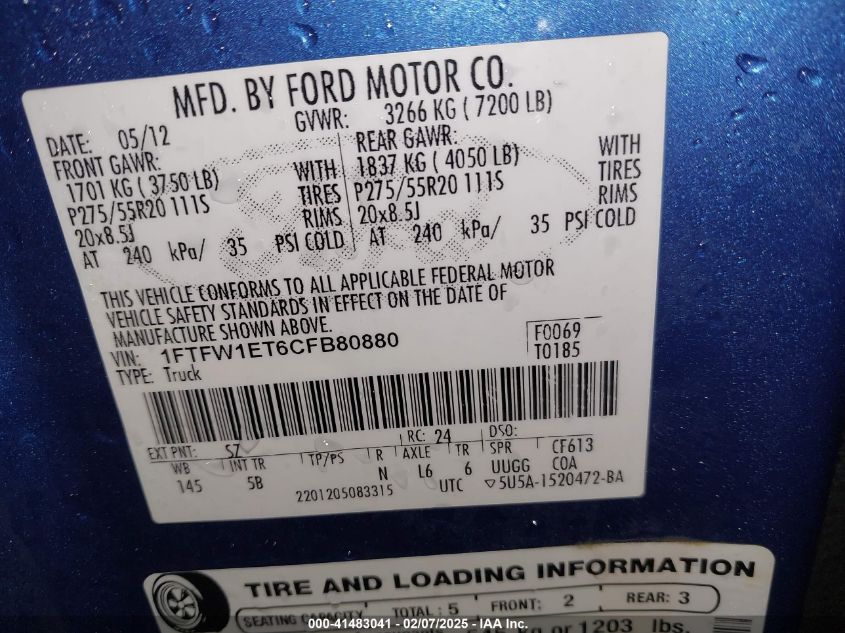 MFD. BY FORD MOTOR CO.
DATE: 05/12 GVWR: 3266 KG ( 7200 LB)
FRONT GAWR: REAR GAWR:
1701 KG ( 3750 LB) WITH 1837 KG ( 4050 LB) WITH
P275/55R20 111S TIRES P275/55R20 111S TIRES
20x8.5J RIMS 20x8.5J RIMS
AT 240 kPa/ 35 PSI COLD AT 240 kPa/ 35 PSI COLD
THIS VEHICLE CONFORMS TO ALL APPLICABLE FEDERAL MOTOR
VEHICLE SAFETY STANDARDS IN EFFECT ON THE DATE OF
MANUFACTURE SHOWN ABOVE.
VIN: 1FTFW1ET6CFB80880 F0069
TYPE: Truck T0185
EXT PNT: SZ RC: 24 DSO:
WB INT TR TP/PS R AXLE TR SPR CF613
145 5B N L6 6 UUGG COA
2201205083315 UTC ▽5U5A-1520472-BA
TIRE AND LOADING INFORMATION
SEATING CAPACITY TOTAL : 5 FRONT: 2 REAR: 3
kg or 1203 lbs.
000-41483041 - 02/07/2025 - IAA Inc.